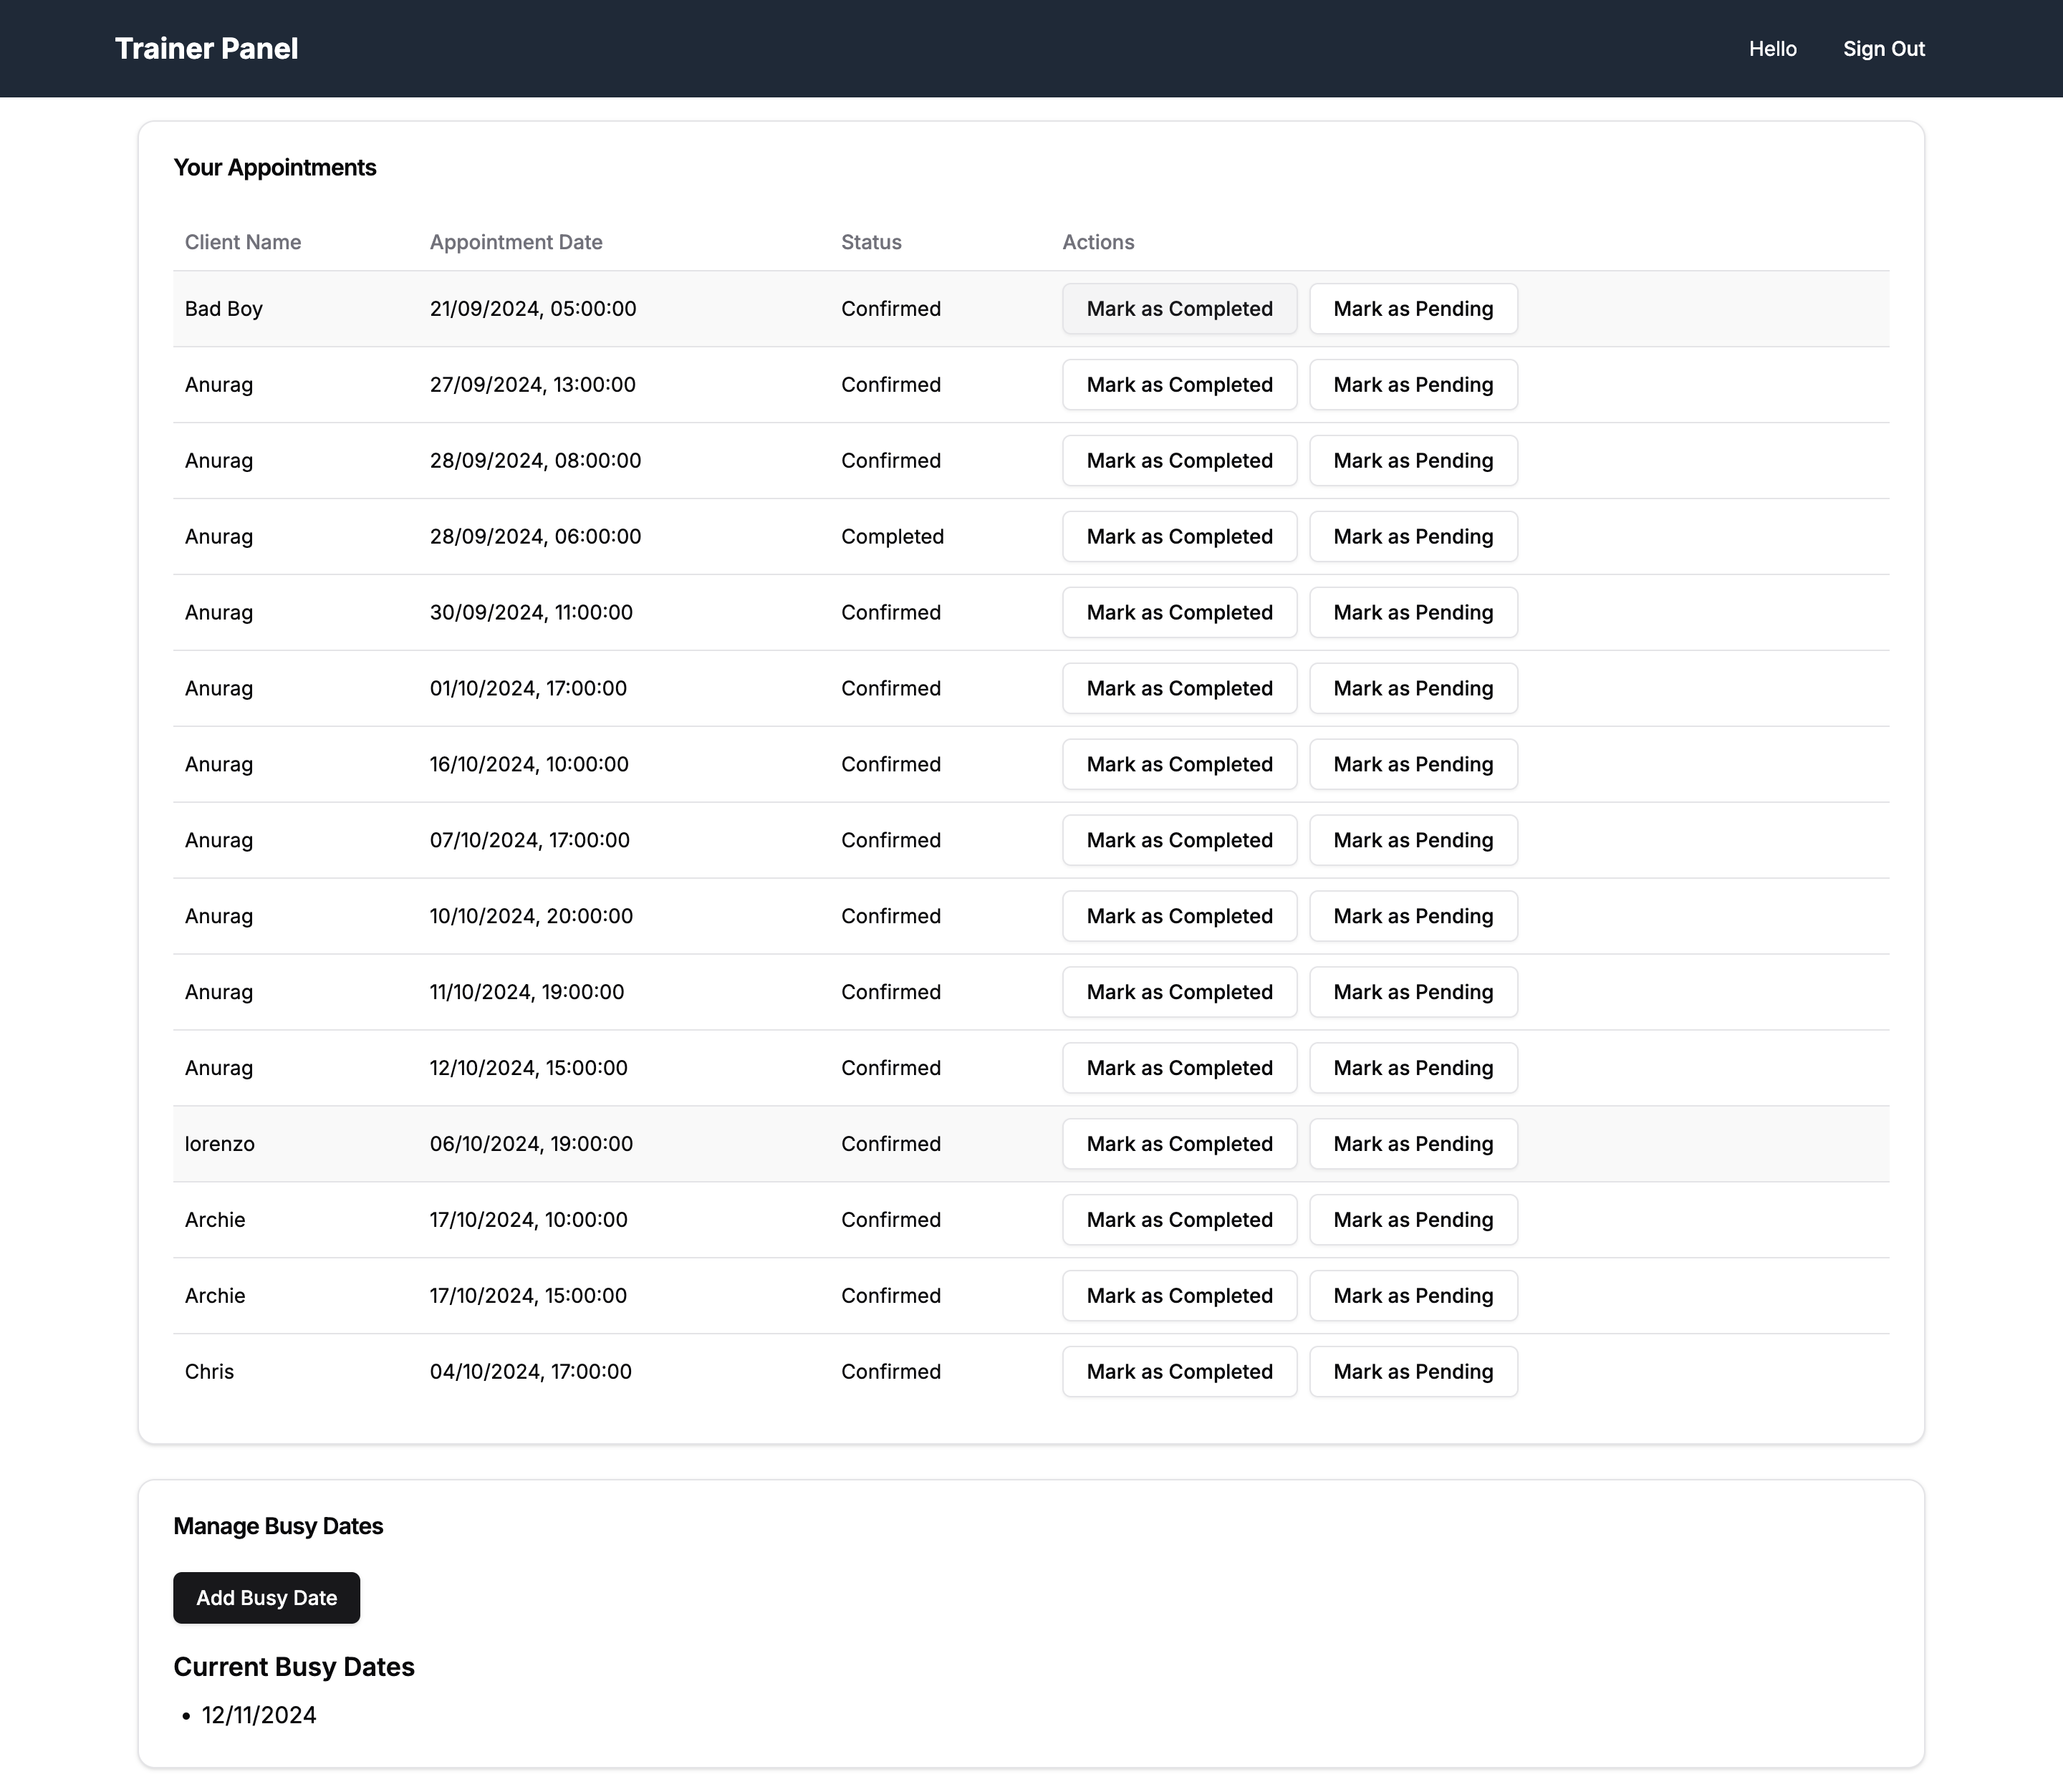 Trainer Panel Hello Sign Out
Your Appointments
Client Name Appointment Date Status Actions
Bad Boy 21/09/2024, 05:00:00 Confirmed Mark as Completed Mark as Pending
Anurag 27/09/2024, 13:00:00 Confirmed Mark as Completed Mark as Pending
Anurag 28/09/2024, 08:00:00 Confirmed Mark as Completed Mark as Pending
Anurag 28/09/2024, 06:00:00 Completed Mark as Completed Mark as Pending
Anurag 30/09/2024, 11:00:00 Confirmed Mark as Completed Mark as Pending
Anurag 01/10/2024, 17:00:00 Confirmed Mark as Completed Mark as Pending
Anurag 16/10/2024, 10:00:00 Confirmed Mark as Completed Mark as Pending
Anurag 07/10/2024, 17:00:00 Confirmed Mark as Completed Mark as Pending
Anurag 10/10/2024, 20:00:00 Confirmed Mark as Completed Mark as Pending
Anurag 11/10/2024, 19:00:00 Confirmed Mark as Completed Mark as Pending
Anurag 12/10/2024, 15:00:00 Confirmed Mark as Completed Mark as Pending
lorenzo 06/10/2024, 19:00:00 Confirmed Mark as Completed Mark as Pending
Archie 17/10/2024, 10:00:00 Confirmed Mark as Completed Mark as Pending
Archie 17/10/2024, 15:00:00 Confirmed Mark as Completed Mark as Pending
Chris 04/10/2024, 17:00:00 Confirmed Mark as Completed Mark as Pending
Manage Busy Dates
Add Busy Date
Current Busy Dates
• 12/11/2024